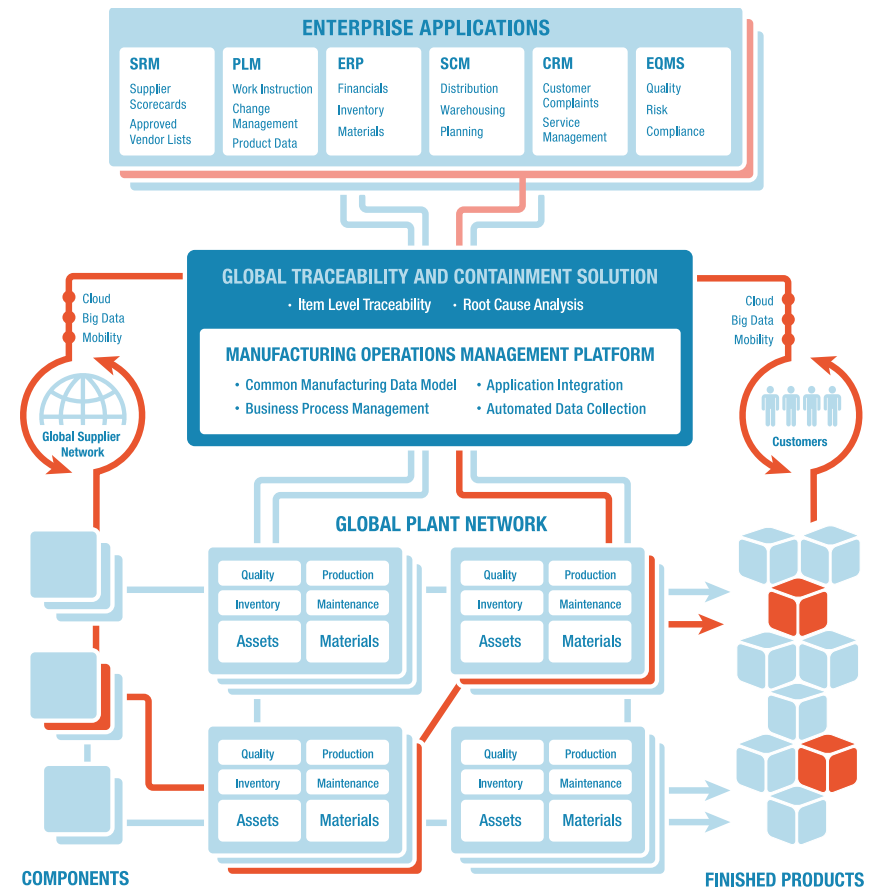 ENTERPRISE APPLICATIONS
SRM
Supplier
Scorecards
Approved
Vendor Lists
PLM
Work Instruction
Change
Management
Product Data
ERP
Financials
Inventory
Materials
SCM
Distribution
Warehousing
Planning
CRM
Customer
Complaints
Service
Management
EQMS
Quality
Risk
Compliance
GLOBAL TRACEABILITY AND CONTAINMENT SOLUTION
• Item Level Traceability • Root Cause Analysis
MANUFACTURING OPERATIONS MANAGEMENT PLATFORM
• Common Manufacturing Data Model • Application Integration
• Business Process Management • Automated Data Collection
Cloud
Big Data
Mobility
Global Supplier
Network
Cloud
Big Data
Mobility
Customers
GLOBAL PLANT NETWORK
Quality Production
Inventory Maintenance
Assets Materials
Quality Production
Inventory Maintenance
Assets Materials
Quality Production
Inventory Maintenance
Assets Materials
Quality Production
Inventory Maintenance
Assets Materials
COMPONENTS
FINISHED PRODUCTS